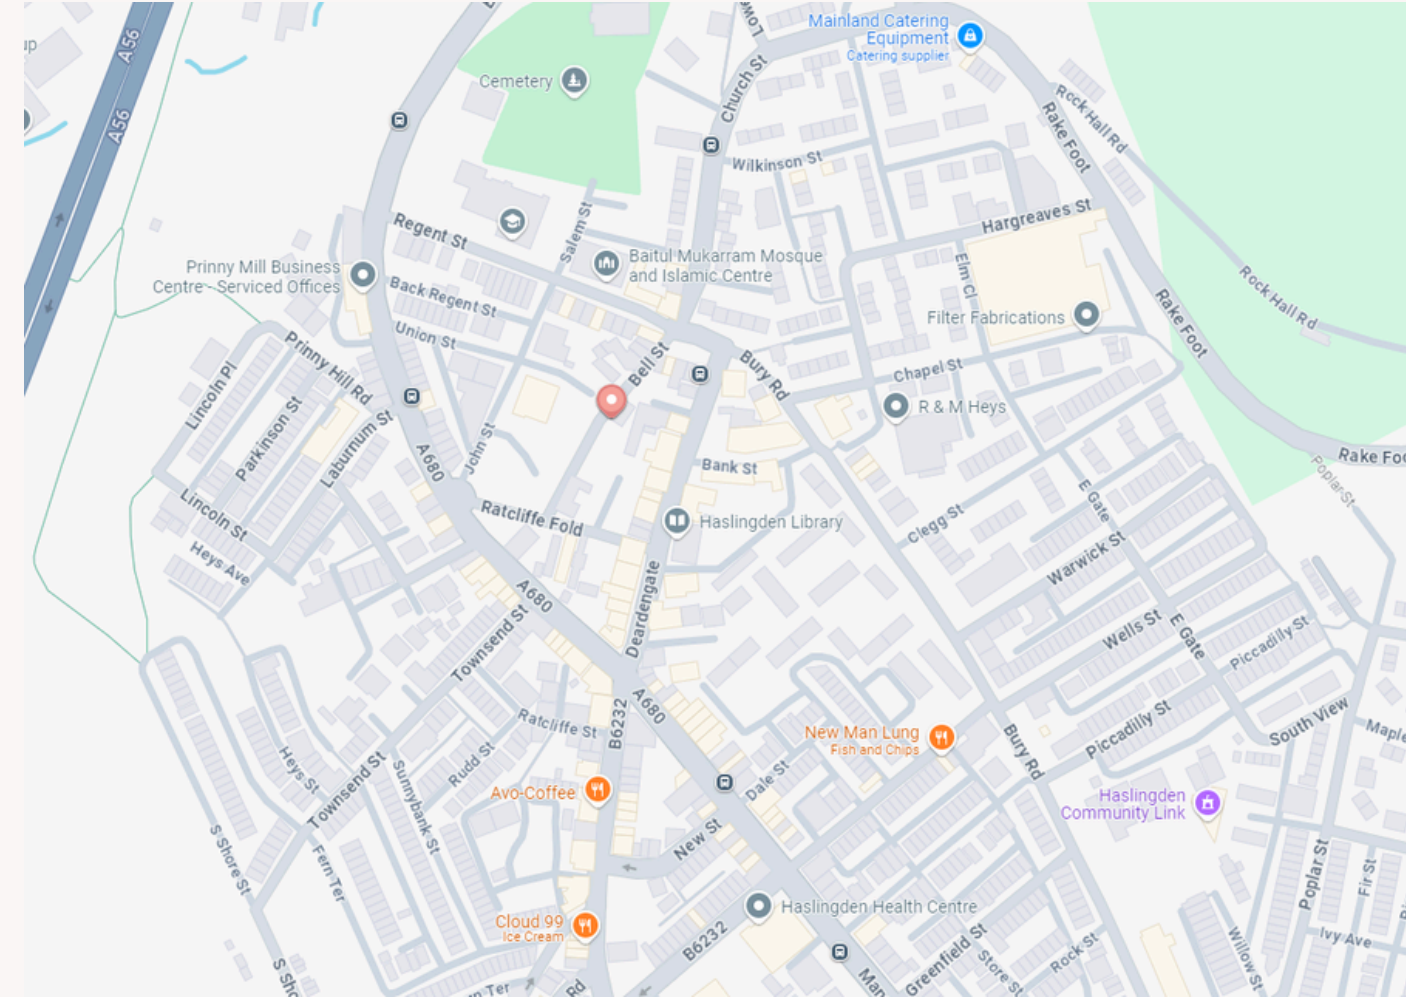 up
A 56
A 56
Mainland Catering
Equipment
Catering supplier
Cemetery
Church St
Rock Hall Rd
Rake Foot
Wilkinson St
Hargreaves St
Regent St
Salem St
Baitul Mukarram Mosque
and Islamic Centre
Prinny Mill Business
Centre - Serviced Offices
Back Regent St
Elm Cl
Rock Hall Rd
Filter Fabrications
Rake Foot
Union St
Prinny Hill Rd
Bell St
Bury Rd
Chapel St
R & M Heys
Lincoln Pl
Parkinson St
Laburnum St
A680
John St
Bank St
Rake Foo
Poplar St
Lincoln St
Ratcliffe Fold
Haslingden Library
Clegg St
E Gate
Warwick St
Heys Ave
A680
Deardengate
Townsend St
Wells St
E Gate
Piccadilly St
Ratcliffe St
B6232
A680
New Man Lung
Fish and Chips
Bury Rd
Piccadilly St
South View
Maple
Heys St
Townsend St
Sunnybank St
Rudd St
Avo-Coffee
Dale St
Haslingden
Community Link
S Shore St
Fern Ter
New St
Poplar St
Fir St
Cloud 99
Ice Cream
Haslingden Health Centre
B6232
Greenfield St
Store St
Rock St
Willow St
Ivy Ave
S Sho
n Ter
Rd
Man